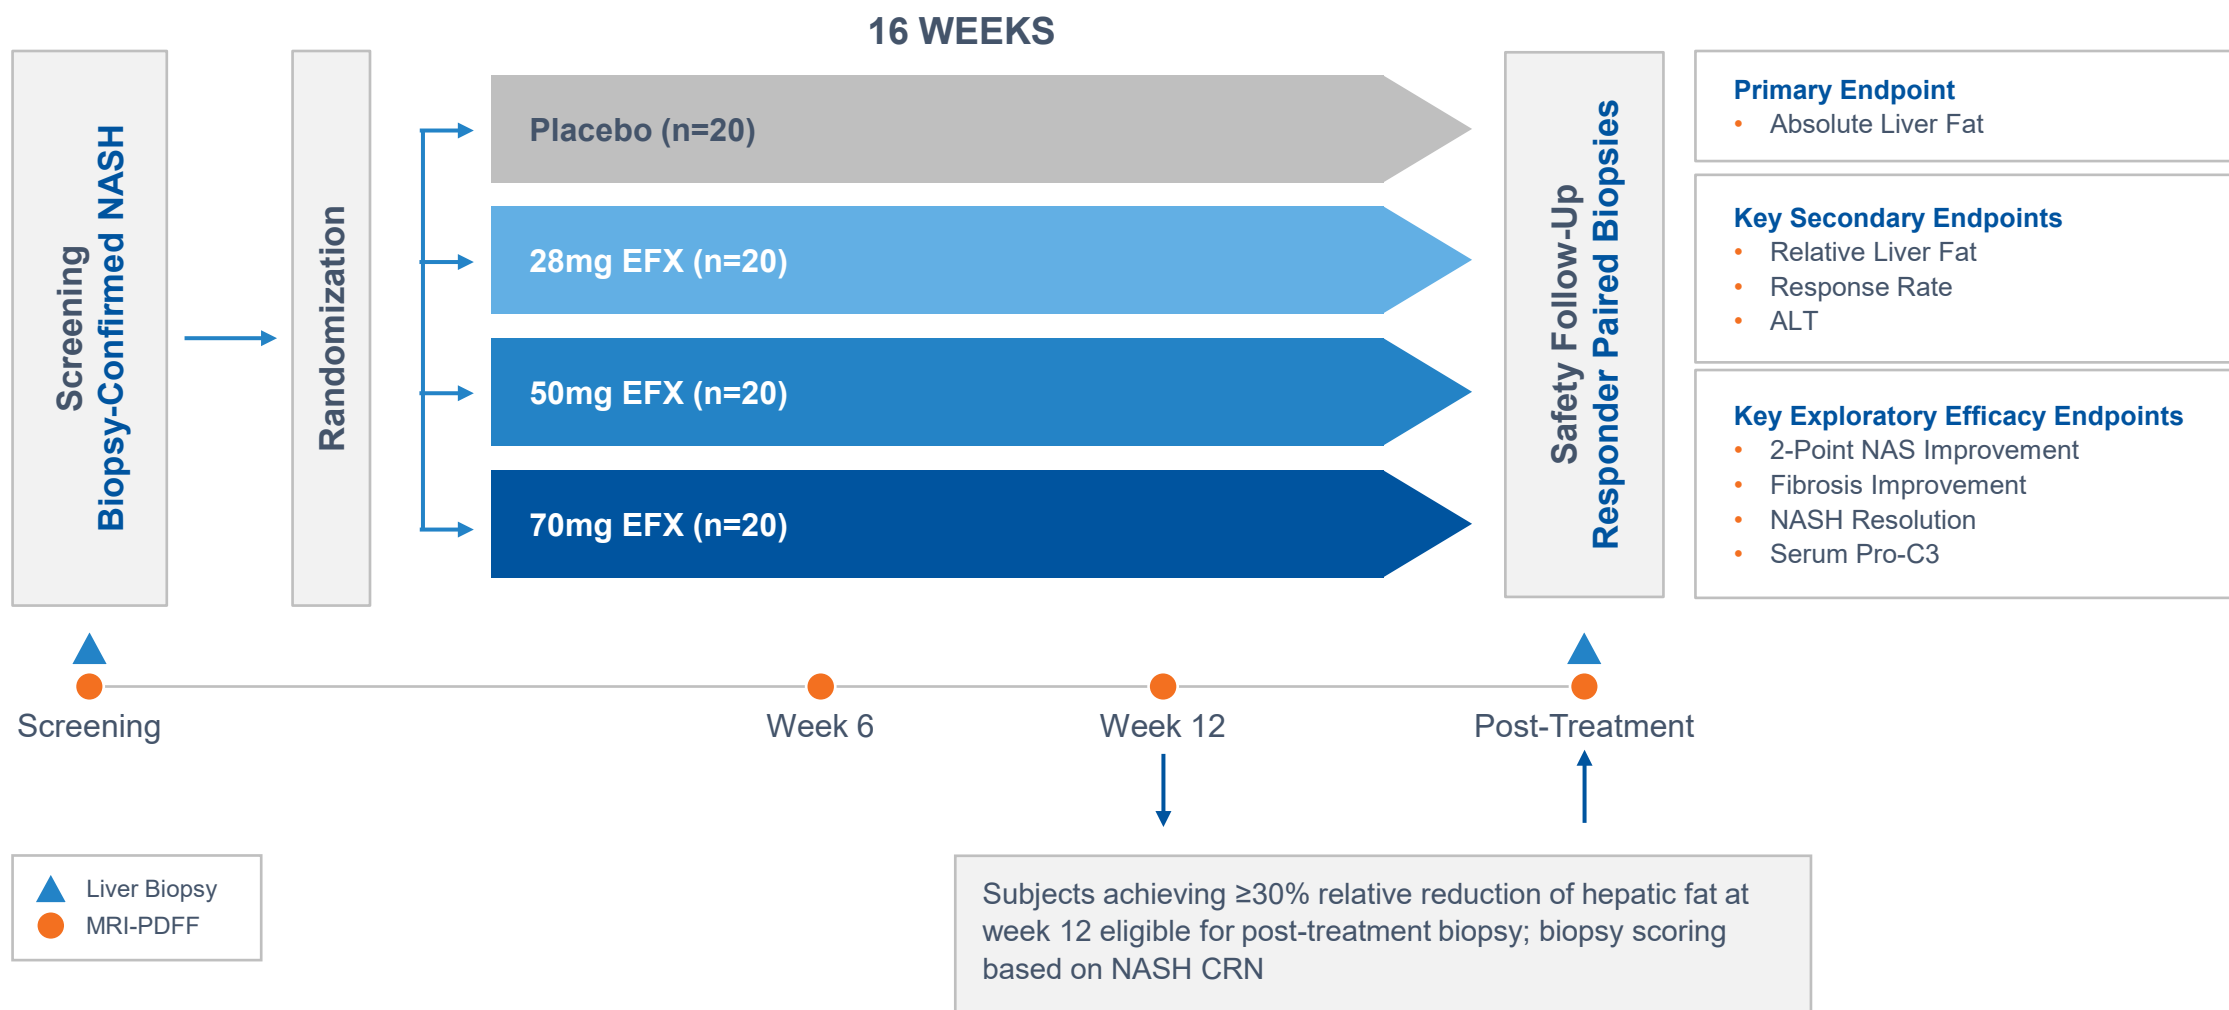 16 WEEKS
Screening
Biopsy-Confirmed NASH
Randomization
Placebo (n=20)
28mg EFX (n=20)
50mg EFX (n=20)
70mg EFX (n=20)
Safety Follow-Up
Responder Paired Biopsies
Primary Endpoint
• Absolute Liver Fat
Key Secondary Endpoints
• Relative Liver Fat
• Response Rate
• ALT
Key Exploratory Efficacy Endpoints
• 2-Point NAS Improvement
• Fibrosis Improvement
• NASH Resolution
• Serum Pro-C3
Screening
Week 6
Week 12
Post-Treatment
Liver Biopsy
MRI-PDFF
Subjects achieving ≥30% relative reduction of hepatic fat at
week 12 eligible for post-treatment biopsy; biopsy scoring
based on NASH CRN